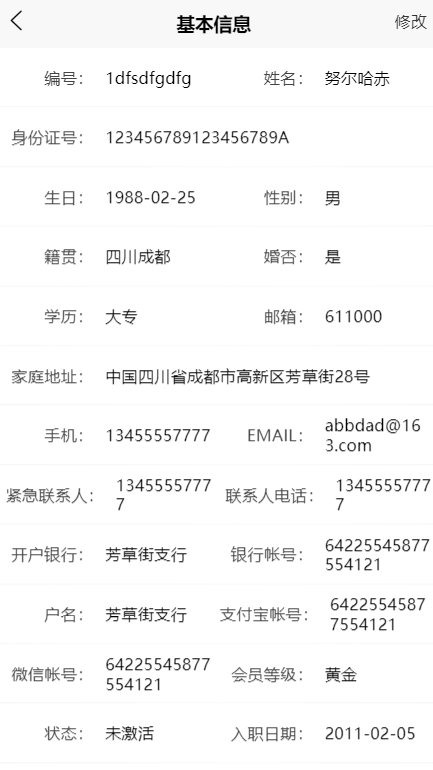 基本信息 修改
编号： 1dfsdfgdfg 姓名： 努尔哈赤
身份证号： 123456789123456789A
生日： 1988-02-25 性别： 男
籍贯： 四川成都 婚否： 是
学历： 大专 邮箱： 611000
家庭地址： 中国四川省成都市高新区芳草街28号
手机： 13455557777 EMAIL： abbdad@16
3.com
紧急联系人： 1345555777
7 联系人电话： 1345555777
7
开户银行： 芳草街支行 银行帐号： 64225545877
554121
户名： 芳草街支行 支付宝帐号： 6422554587
7554121
微信帐号： 64225545877
554121 会员等级： 黄金
状态： 未激活 入职日期： 2011-02-05